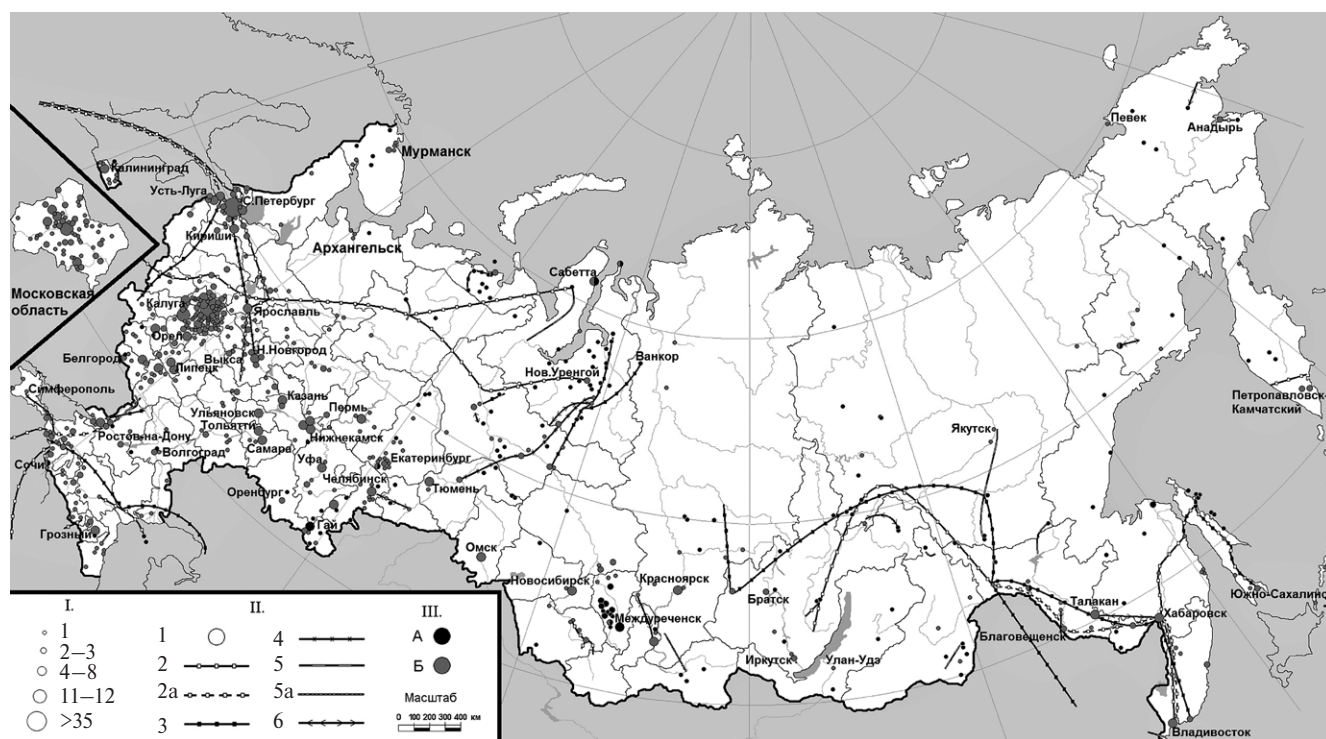 Мурманск
Певек
Анадырь
Калининград
Усть-Луга
С.Петербург
Кириши
Архангельск
Сабетта
Московская
область
Калуга
Ярославль
Орел
Белгород
Выкса
Н.Новгород
Липецк
Нов.Уренгой
Ванкор
Симферополь
Казань
Ульяновск
Пермь
Тольятти
Ростов-на-Дону
Нижнекамск
Самара
Волгоград
Екатеринбург
Сочи
Уфа
Челябинск
Тюмень
Оренбург
Гай
Грозный
Петропавловск-
Камчатский
Якутск
Омск
Новосибирск
Красноярск
Братск
Талакан
Хабаровск
Южно-Сахалинск
Междуреченск
Благовещенск
Иркутск
Улан-Удэ
Владивосток
I. II. III.
1 1 4 А
2–3 2 5 Б
4–8 2а 5а Масштаб
11–12 3 6 0 100 200 300 400 км
>35